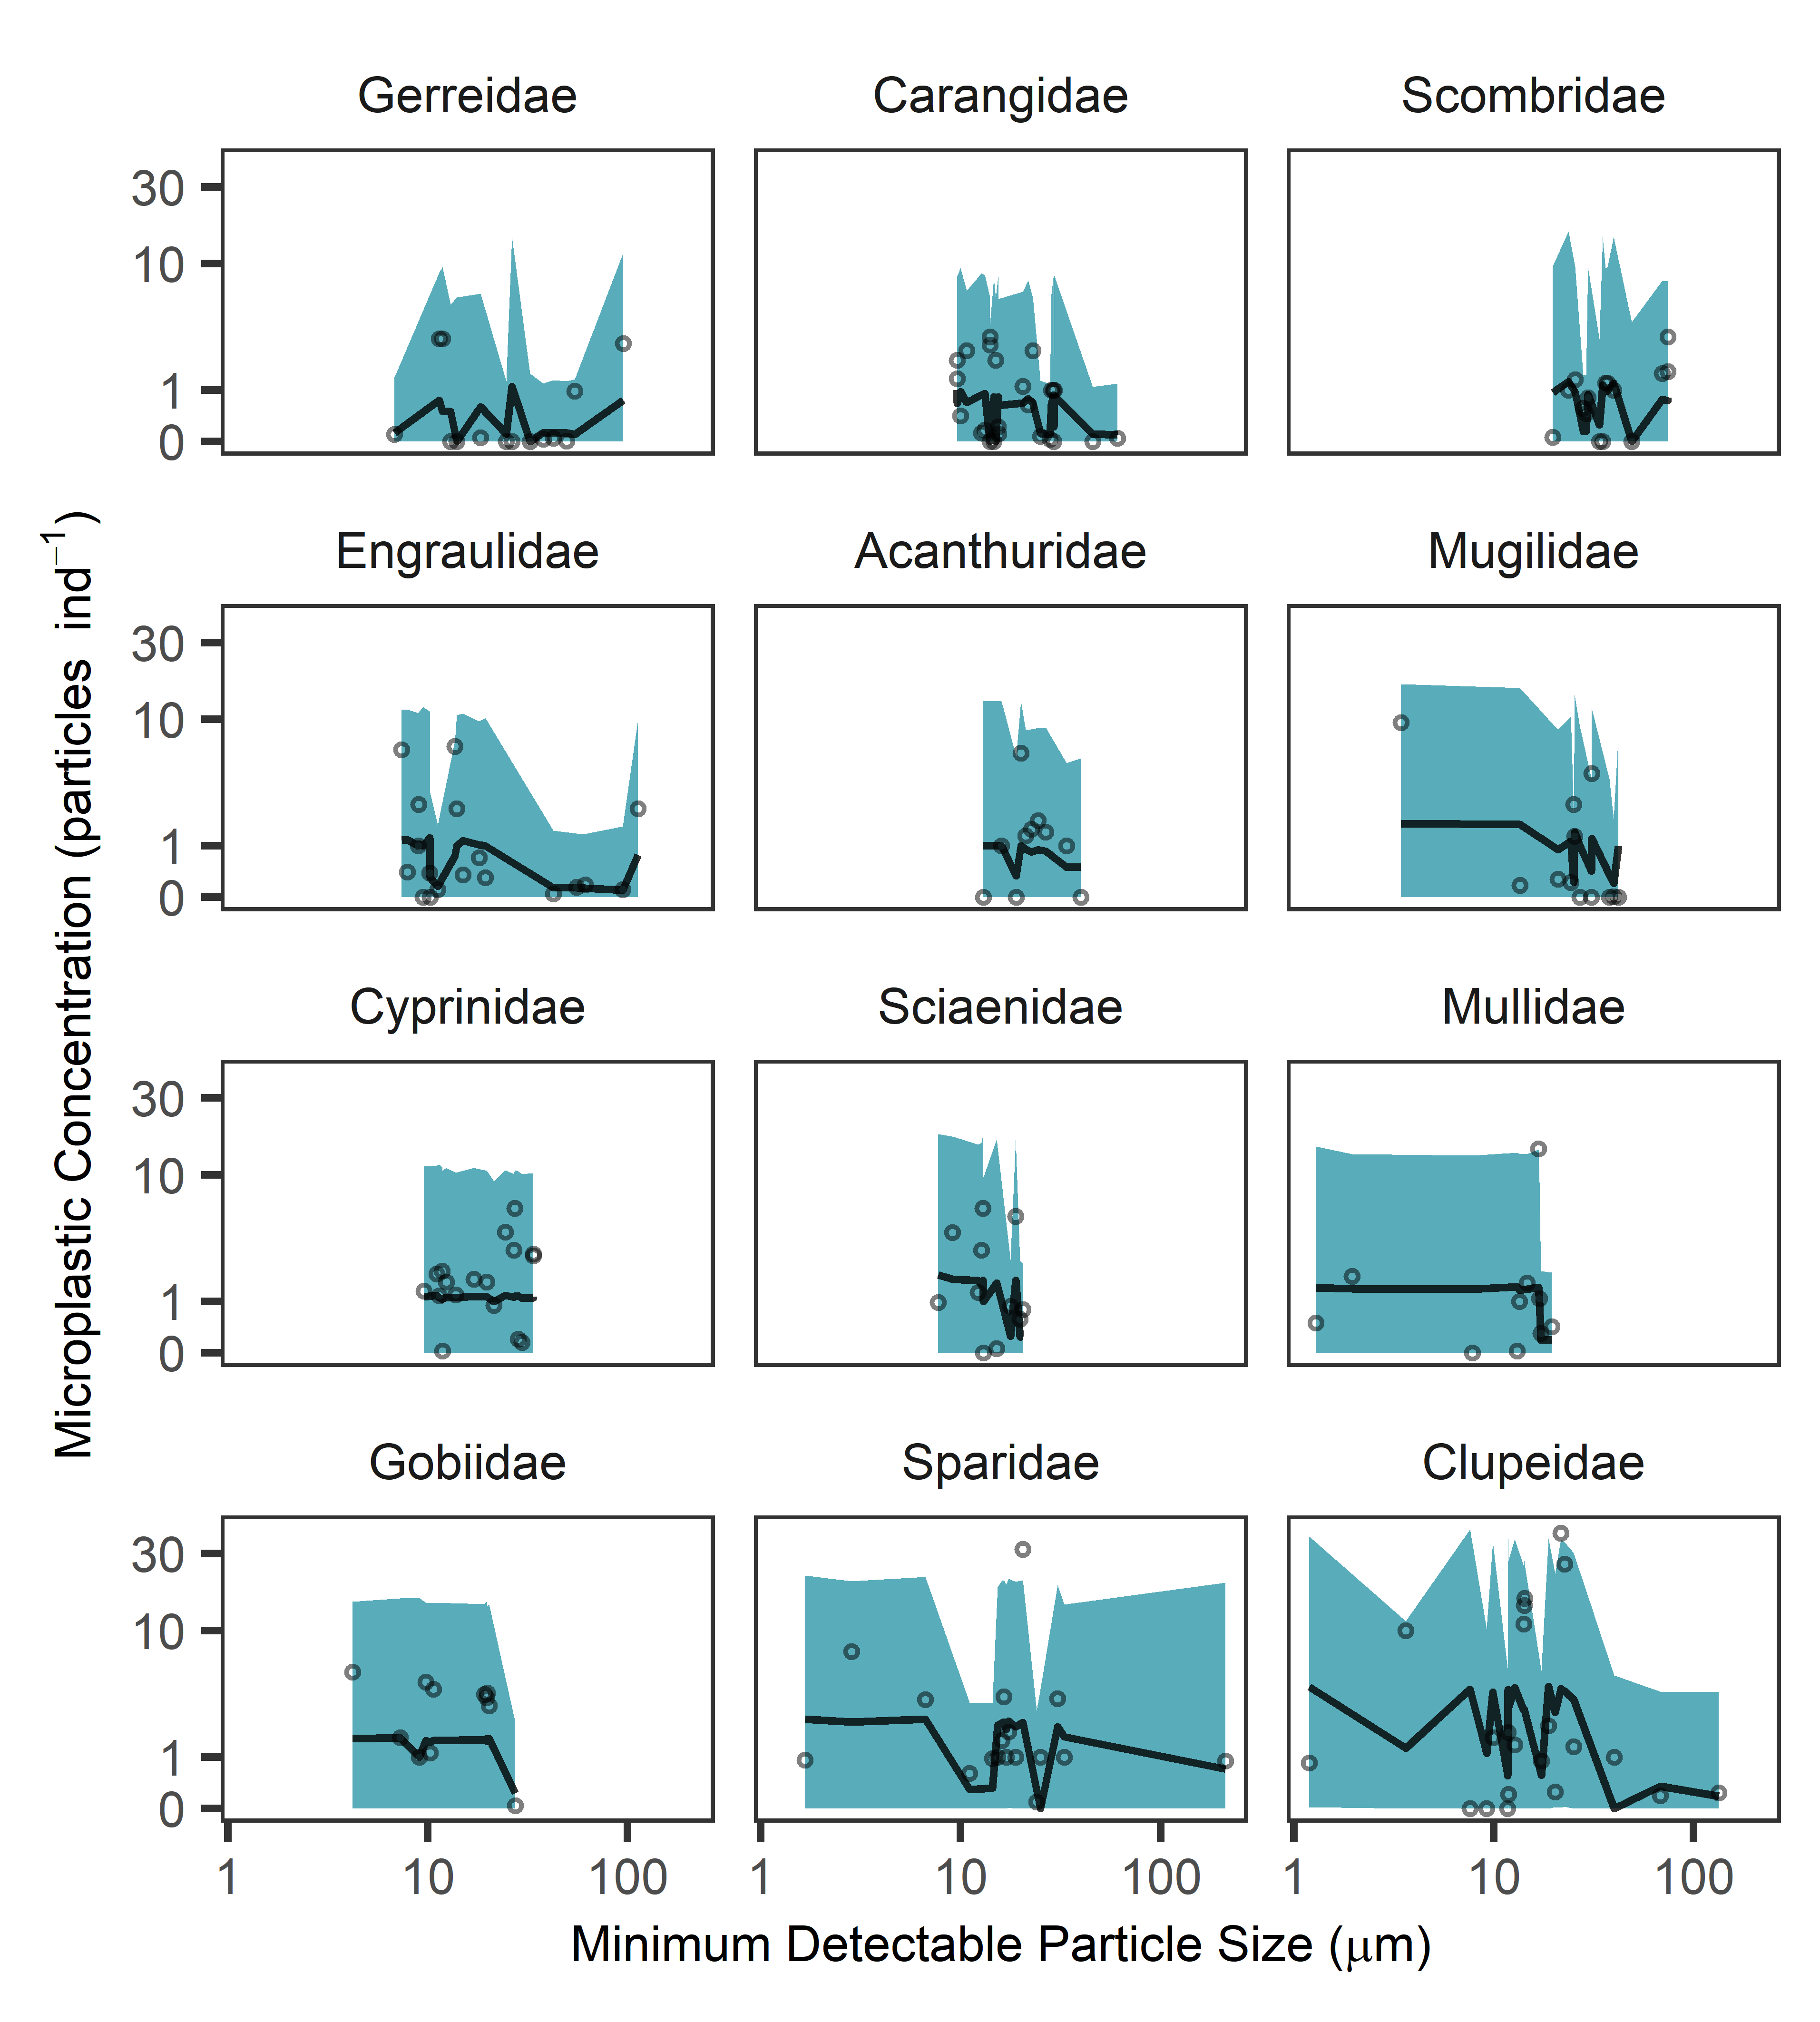 Gerreidae Carangidae Scombridae
30
10
1
0
Engraulidae Acanthuridae Mugilidae
30
10
1
0
Cyprinidae Sciaenidae Mullidae
30
10
1
0
Gobiidae Sparidae Clupeidae
30
10
1
0
1 10 100 1 10 100 1 10 100
Minimum Detectable Particle Size (μm)
Microplastic Concentration (particles ind⁻¹)